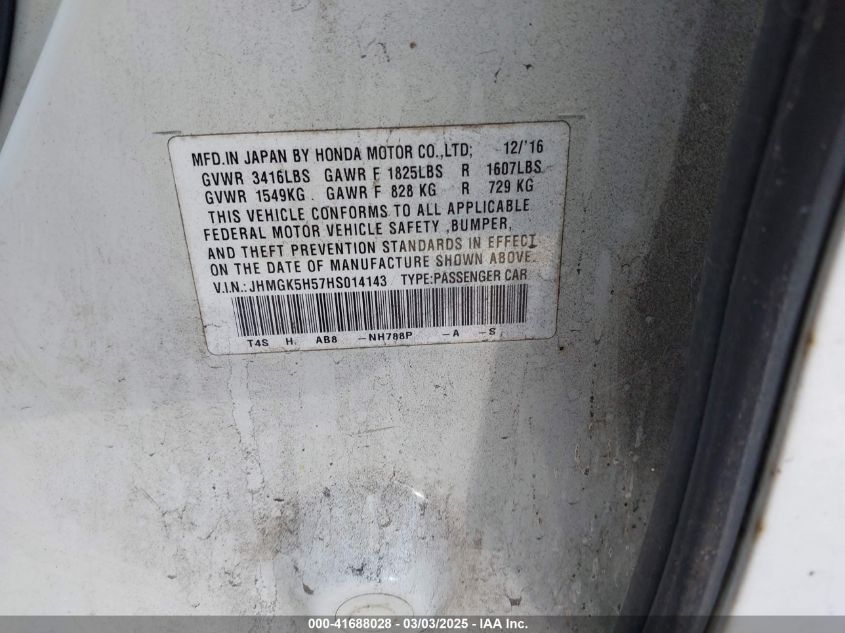 MFD.IN JAPAN BY HONDA MOTOR CO.,LTD; 12/'16
GVWR 3416LBS GAWR F 1825LBS R 1607LBS
GVWR 1549KG GAWR F 828 KG R 729 KG
THIS VEHICLE CONFORMS TO ALL APPLICABLE
FEDERAL MOTOR VEHICLE SAFETY ,BUMPER,
AND THEFT PREVENTION STANDARDS IN EFFECT
ON THE DATE OF MANUFACTURE SHOWN ABOVE.
V.I.N.:JHMGK5H57HS014143 TYPE:PASSENGER CAR
T4S H. AB8 -NH788P -A -S
000-41688028 - 03/03/2025 - IAA Inc.